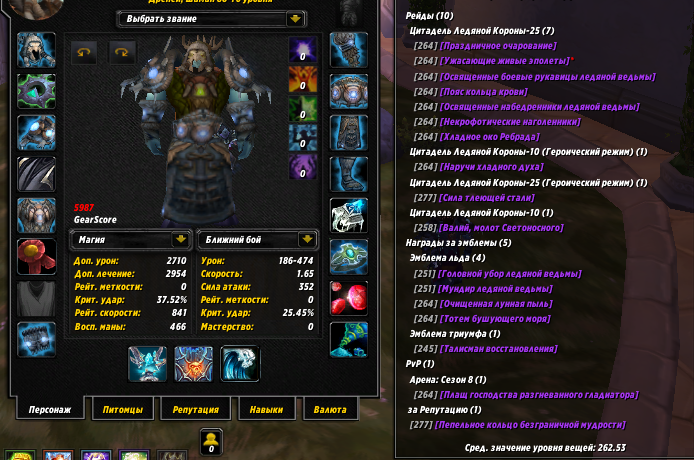 Дреней, Шаман 80-го уровня
Выбрать звание
0
0
0
0
0
5987
GearScore
Магия
Доп. урон: 2710
Доп. лечение: 2954
Рейт. меткости: 0
Крит. удар: 37.52%
Рейт. скорости: 841
Восп. маны: 466
Ближний бой
Урон: 186-474
Скорость: 1.65
Сила атаки: 352
Рейт. меткости: 0
Крит. удар: 25.45%
Мастерство: 0
Персонаж
Питомцы
Репутация
Навыки
Валюта
0
Рейды (10)
Цитадель Ледяной Короны-25 (7)
[264] [Праздничное очарование]
[264] [Ужасающие живые эполеты]*
[264] [Освященные боевые рукавицы ледяной ведьмы]
[264] [Пояс кольца крови]
[264] [Освященные набедренники ледяной ведьмы]
[264] [Некрофотические наголенники]
[264] [Хладное око Ребрада]
Цитадель Ледяной Короны-10 (Героический режим) (1)
[264] [Наручи хладного духа]
Цитадель Ледяной Короны-25 (Героический режим) (1)
[277] [Сила тлеющей стали]
Цитадель Ледяной Короны-10 (1)
[258] [Валий, молот Светоносного]
Награды за эмблемы (5)
Эмблема льда (4)
[251] [Головной убор ледяной ведьмы]
[251] [Мундир ледяной ведьмы]
[264] [Очищенная лунная пыль]
[264] [Тотем бушующего моря]
Эмблема триумфа (1)
[245] [Талисман восстановления]
PvP (1)
Арена: Сезон 8 (1)
[264] [Плащ господства разгневанного гладиатора]
за Репутацию (1)
[277] [Пепельное кольцо безграничной мудрости]
Сред. значение уровня вещей: 262.53